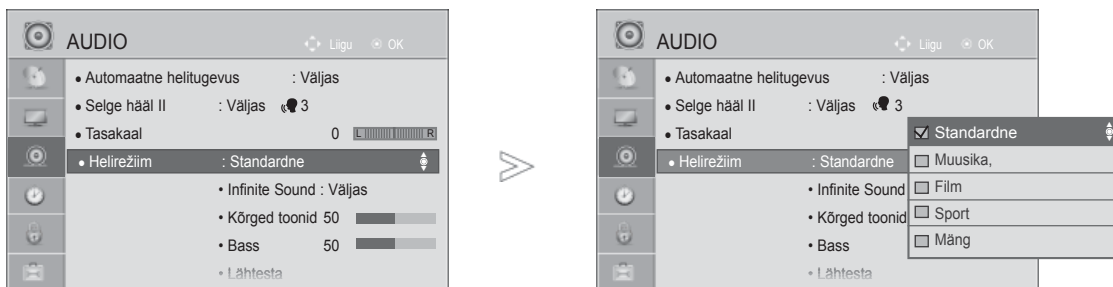 AUDIO
Liigu
OK
• Automaatne helitugevus : Väljas
• Selge hääl II : Väljas 3
• Tasakaal 0 L R
• Helirežiim : Standardne
• Infinite Sound : Väljas
• Kõrged toonid 50
• Bass 50
• Lähtesta
AUDIO
Liigu
OK
• Automaatne helitugevus : Väljas
• Selge hääl II : Väljas 3
• Tasakaal
• Helirežiim : Standardne
• Infinite Sound
• Kõrged toonid
• Bass
• Lähtesta
Standardne
Muusika,
Film
Sport
Mäng